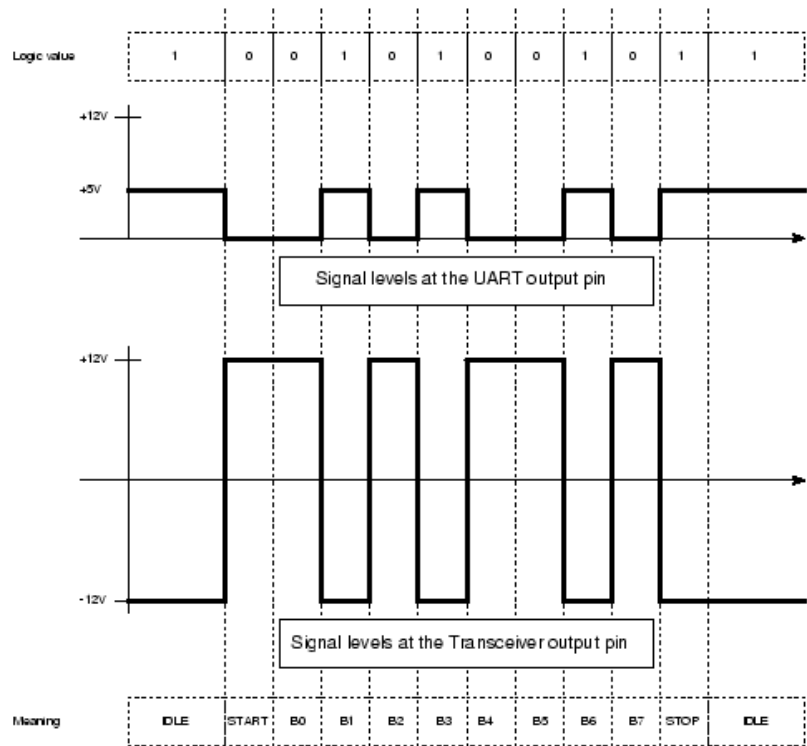 Logic value 1 0 0 1 0 1 0 0 1 0 1 1
+12V
+5V
Signal levels at the UART output pin
+12V
-12V
Signal levels at the Transceiver output pin
Meaning IDLE START B0 B1 B2 B3 B4 B5 B6 B7 STOP IDLE